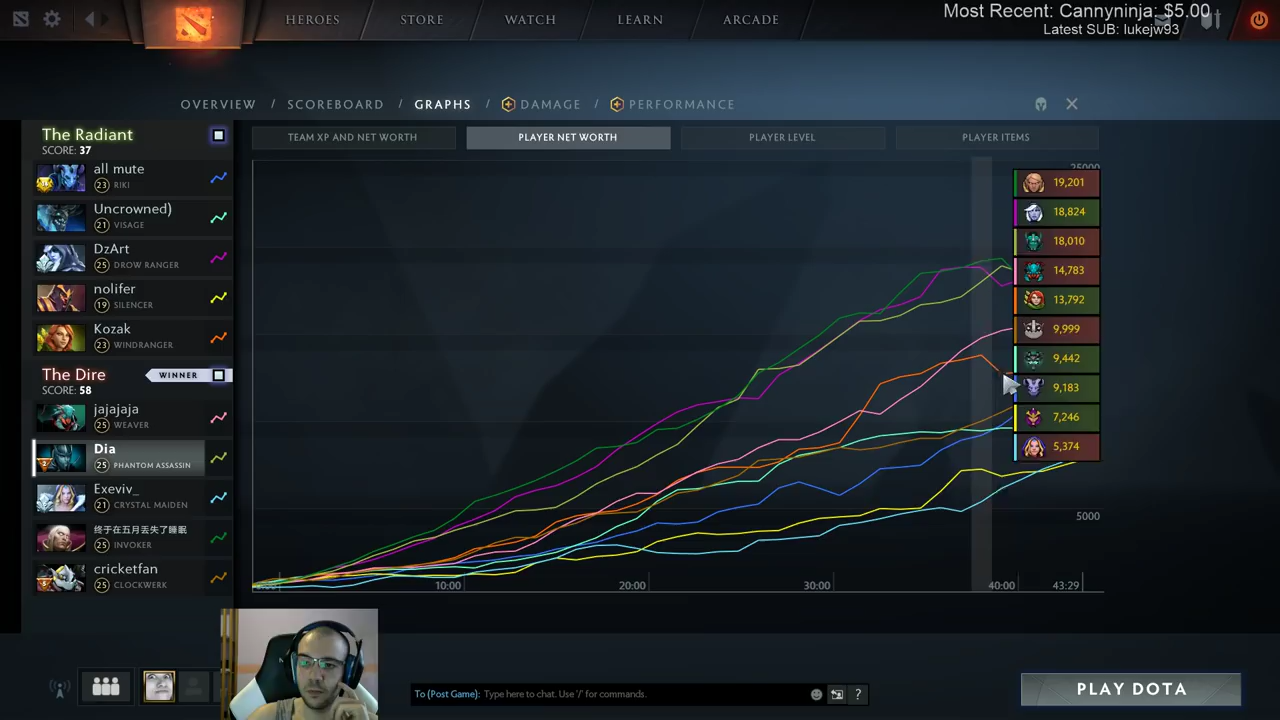 HEROES STORE WATCH LEARN ARCADE
Most Recent: Cannyninja: $5.00
Latest SUB: lukejw93
OVERVIEW / SCOREBOARD / GRAPHS / DAMAGE / PERFORMANCE
The Radiant
SCORE: 37
all mute
23 RIKI
Uncrowned)
21 VISAGE
DzArt
25 DROW RANGER
nolifer
19 SILENCER
Kozak
23 WINDRANGER
The Dire
WINNER
SCORE: 58
jajajaja
25 WEAVER
Dia
25 PHANTOM ASSASSIN
Exeviv_
21 CRYSTAL MAIDEN
终于在五月丢失了睡眠
25 INVOKER
cricketfan
25 CLOCKWERK
TEAM XP AND NET WORTH PLAYER NET WORTH PLAYER LEVEL PLAYER ITEMS
25000
19,201
18,824
18,010
14,783
13,792
9,999
9,442
9,183
7,246
5,374
5000
10:00 20:00 30:00 40:00 43:29
To (Post Game): Type here to chat. Use '/' for commands.
?
PLAY DOTA